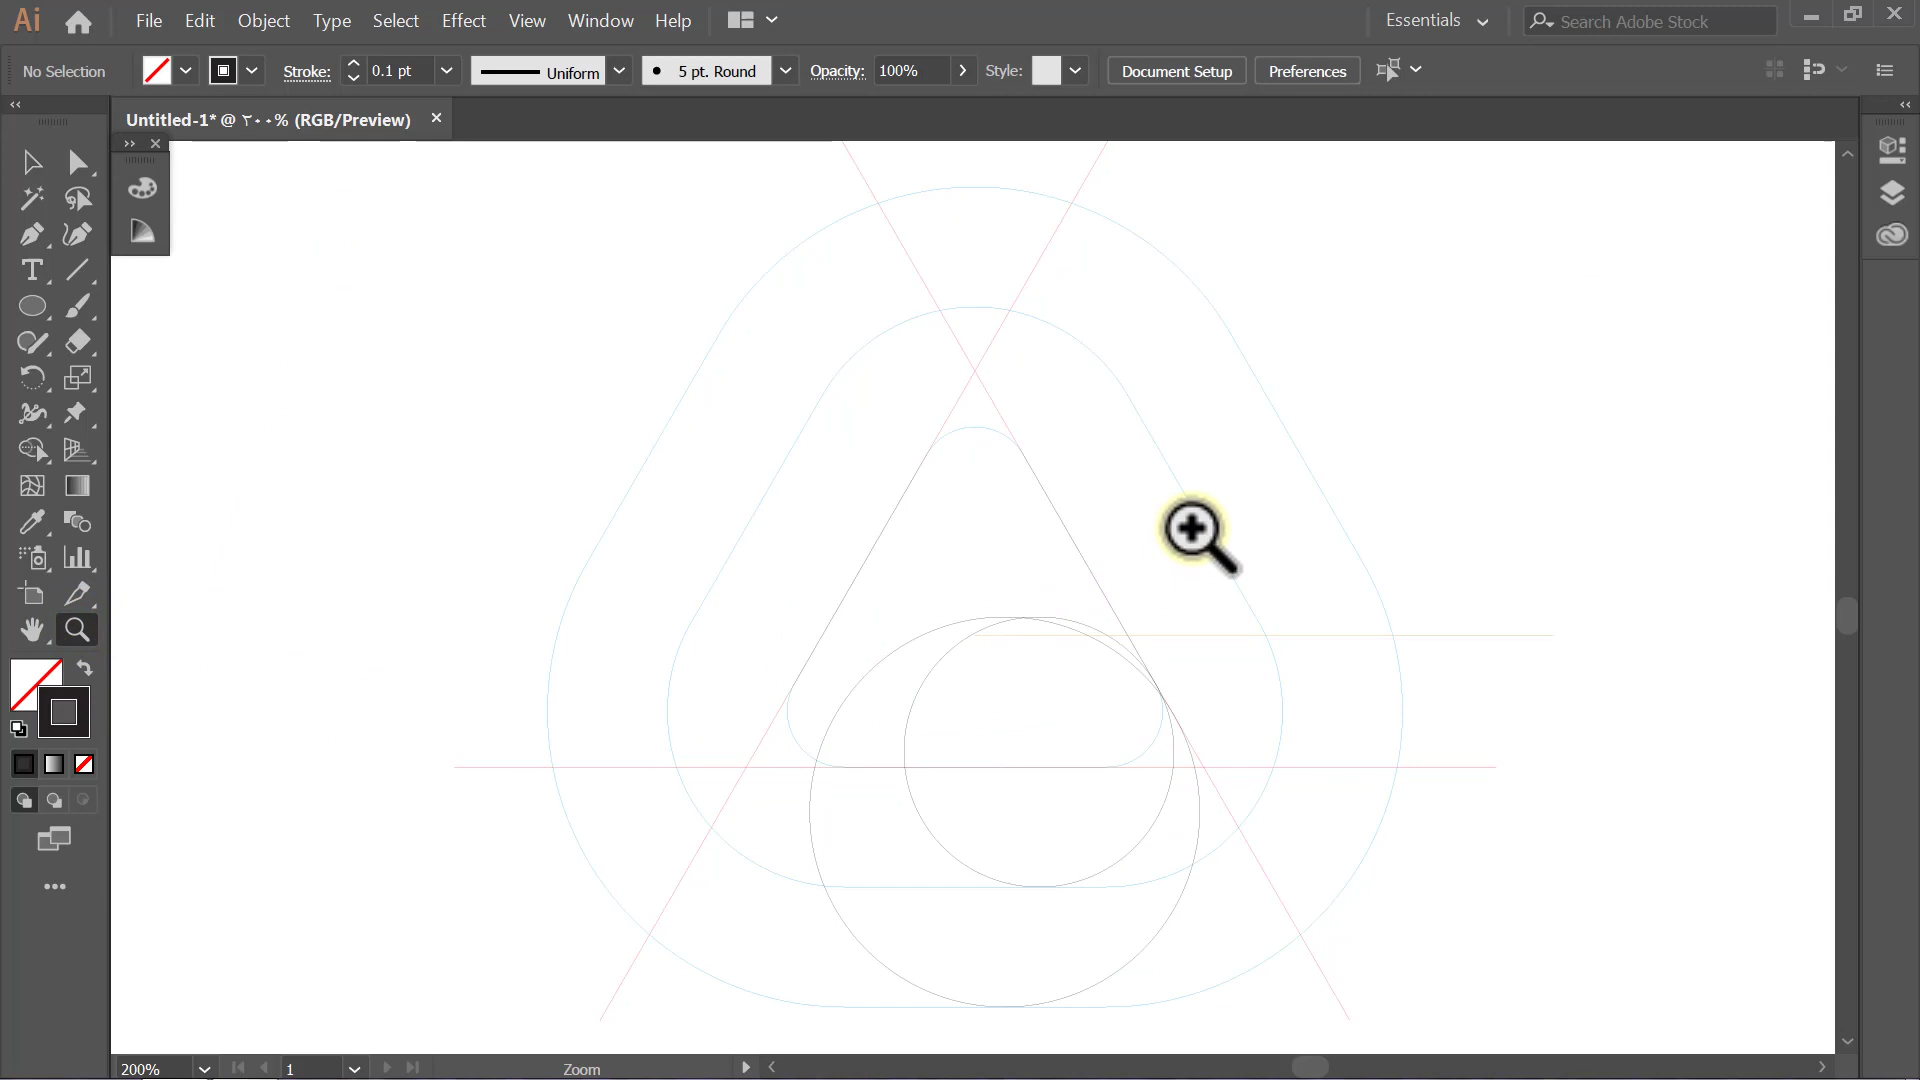 Ai File Edit Object Type Select Effect View Window Help Essentials Search Adobe Stock
No Selection Stroke: 0.1 pt Uniform 5 pt. Round Opacity: 100% Style: Document Setup Preferences
Untitled-1* @ ٢٠٠% (RGB/Preview)
200% 1 Zoom